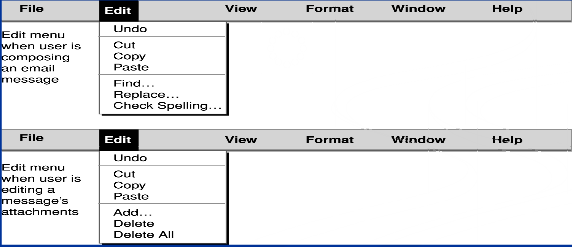 File Edit View Format Window Help
Edit menu
when user is
composing
an email
message
Undo
Cut
Copy
Paste
Find...
Replace...
Check Spelling...
File Edit View Format Window Help
Edit menu
when user is
editing a
message's
attachments
Undo
Cut
Copy
Paste
Add...
Delete
Delete All